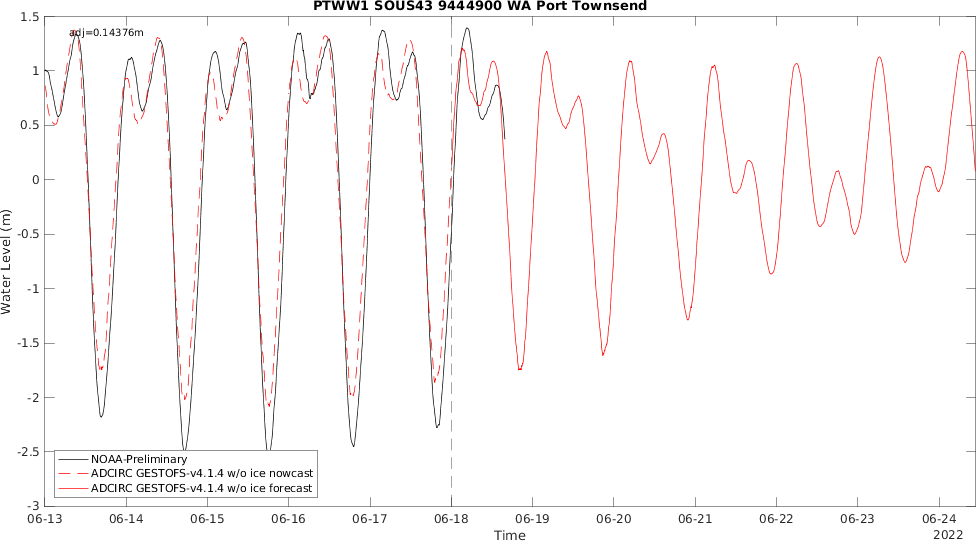 PTWW1 SOUS43 9444900 WA Port Townsend
adj=0.14376m
1.5
1
0.5
0
-0.5
-1
-1.5
-2
-2.5
-3
Water Level (m)
NOAA-Preliminary
ADCIRC GESTOFS-v4.1.4 w/o ice nowcast
ADCIRC GESTOFS-v4.1.4 w/o ice forecast
06-13 06-14 06-15 06-16 06-17 06-18 06-19 06-20 06-21 06-22 06-23 06-24
Time
2022